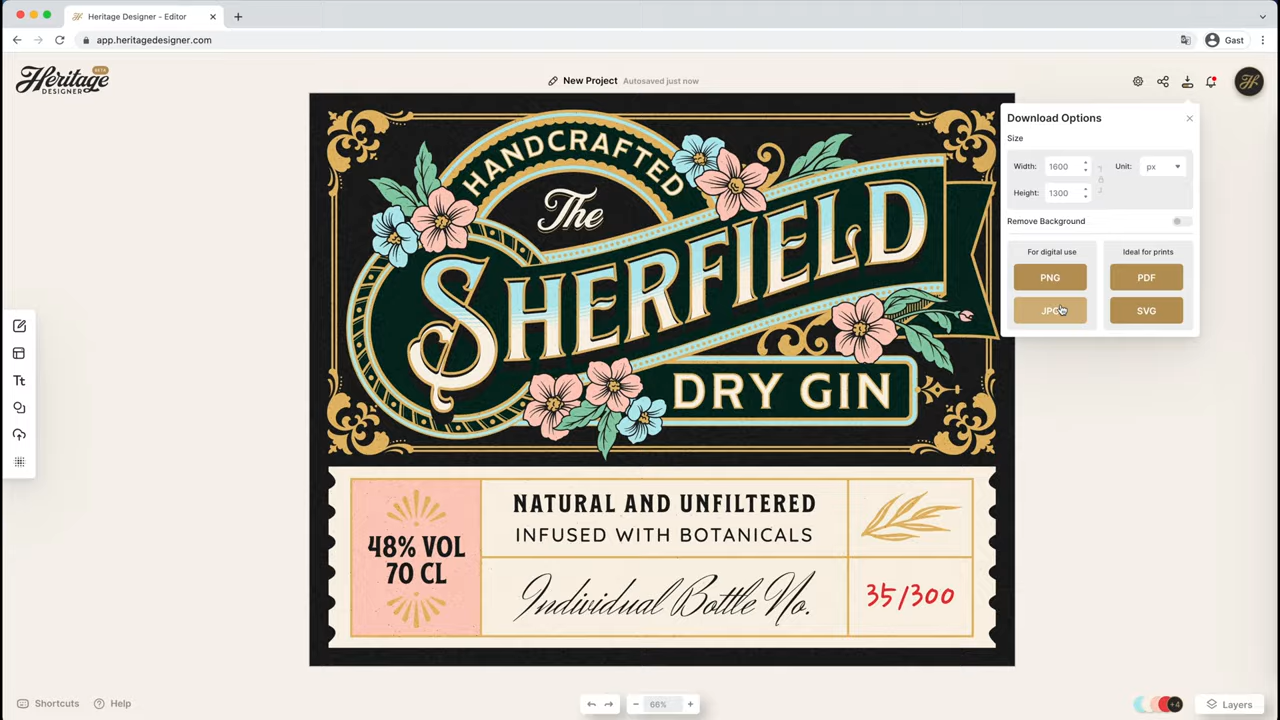 Heritage Designer - Editor
app.heritagedesigner.com
Gast
Heritage
BETA
DESIGNER
New Project Autosaved just now
Download Options
Size
Width: 1600 Unit: px
Height: 1300
Remove Background
For digital use Ideal for prints
PNG PDF
JPG SVG
HANDCRAFTED
The
SHERFIELD
DRY GIN
NATURAL AND UNFILTERED
INFUSED WITH BOTANICALS
48% VOL
70 CL
Individual Bottle No.
35/300
Tt
Shortcuts Help
66%
+4
Layers